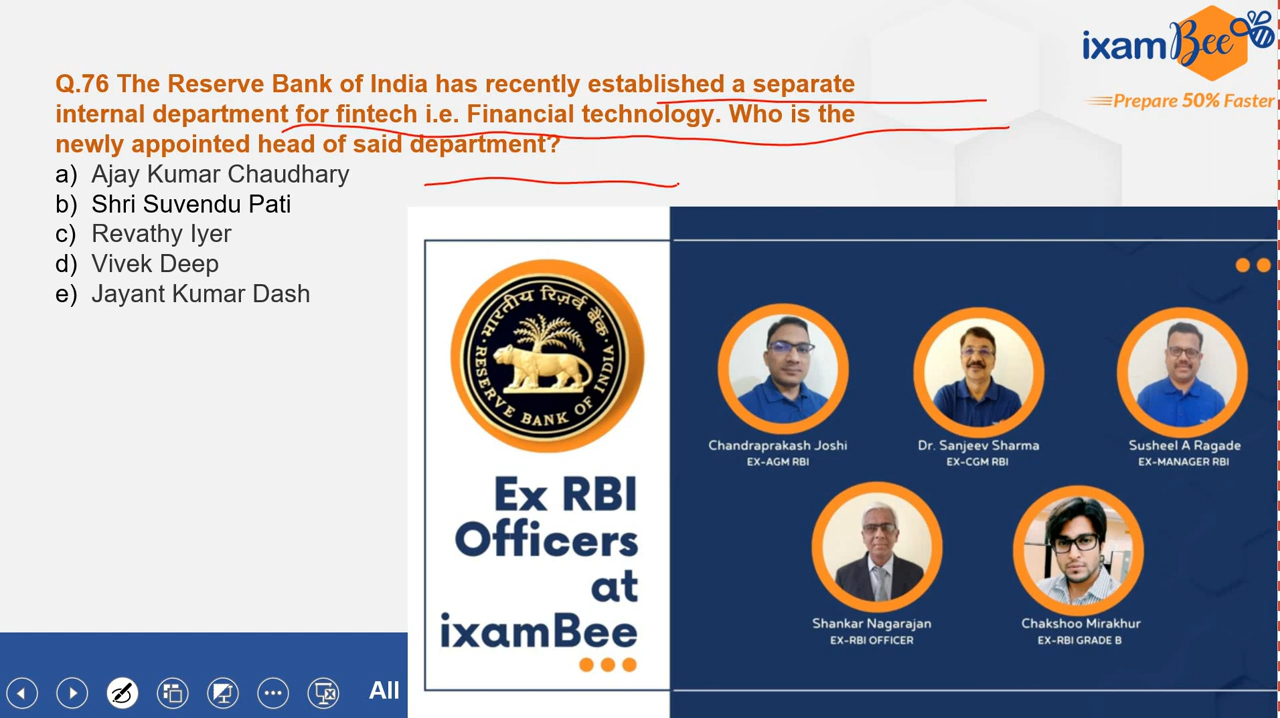 ixamBee
Prepare 50% Faster
Q.76 The Reserve Bank of India has recently established a separate
internal department for fintech i.e. Financial technology. Who is the
newly appointed head of said department?
a) Ajay Kumar Chaudhary
b) Shri Suvendu Pati
c) Revathy Iyer
d) Vivek Deep
e) Jayant Kumar Dash
भारतीय रिज़र्व बैंक
RESERVE BANK OF INDIA
Ex RBI
Officers
at
ixamBee
Chandraprakash Joshi
EX-AGM RBI
Dr. Sanjeev Sharma
EX-CGM RBI
Susheel A Ragade
EX-MANAGER RBI
Shankar Nagarajan
EX-RBI OFFICER
Chakshoo Mirakhur
EX-RBI GRADE B
All